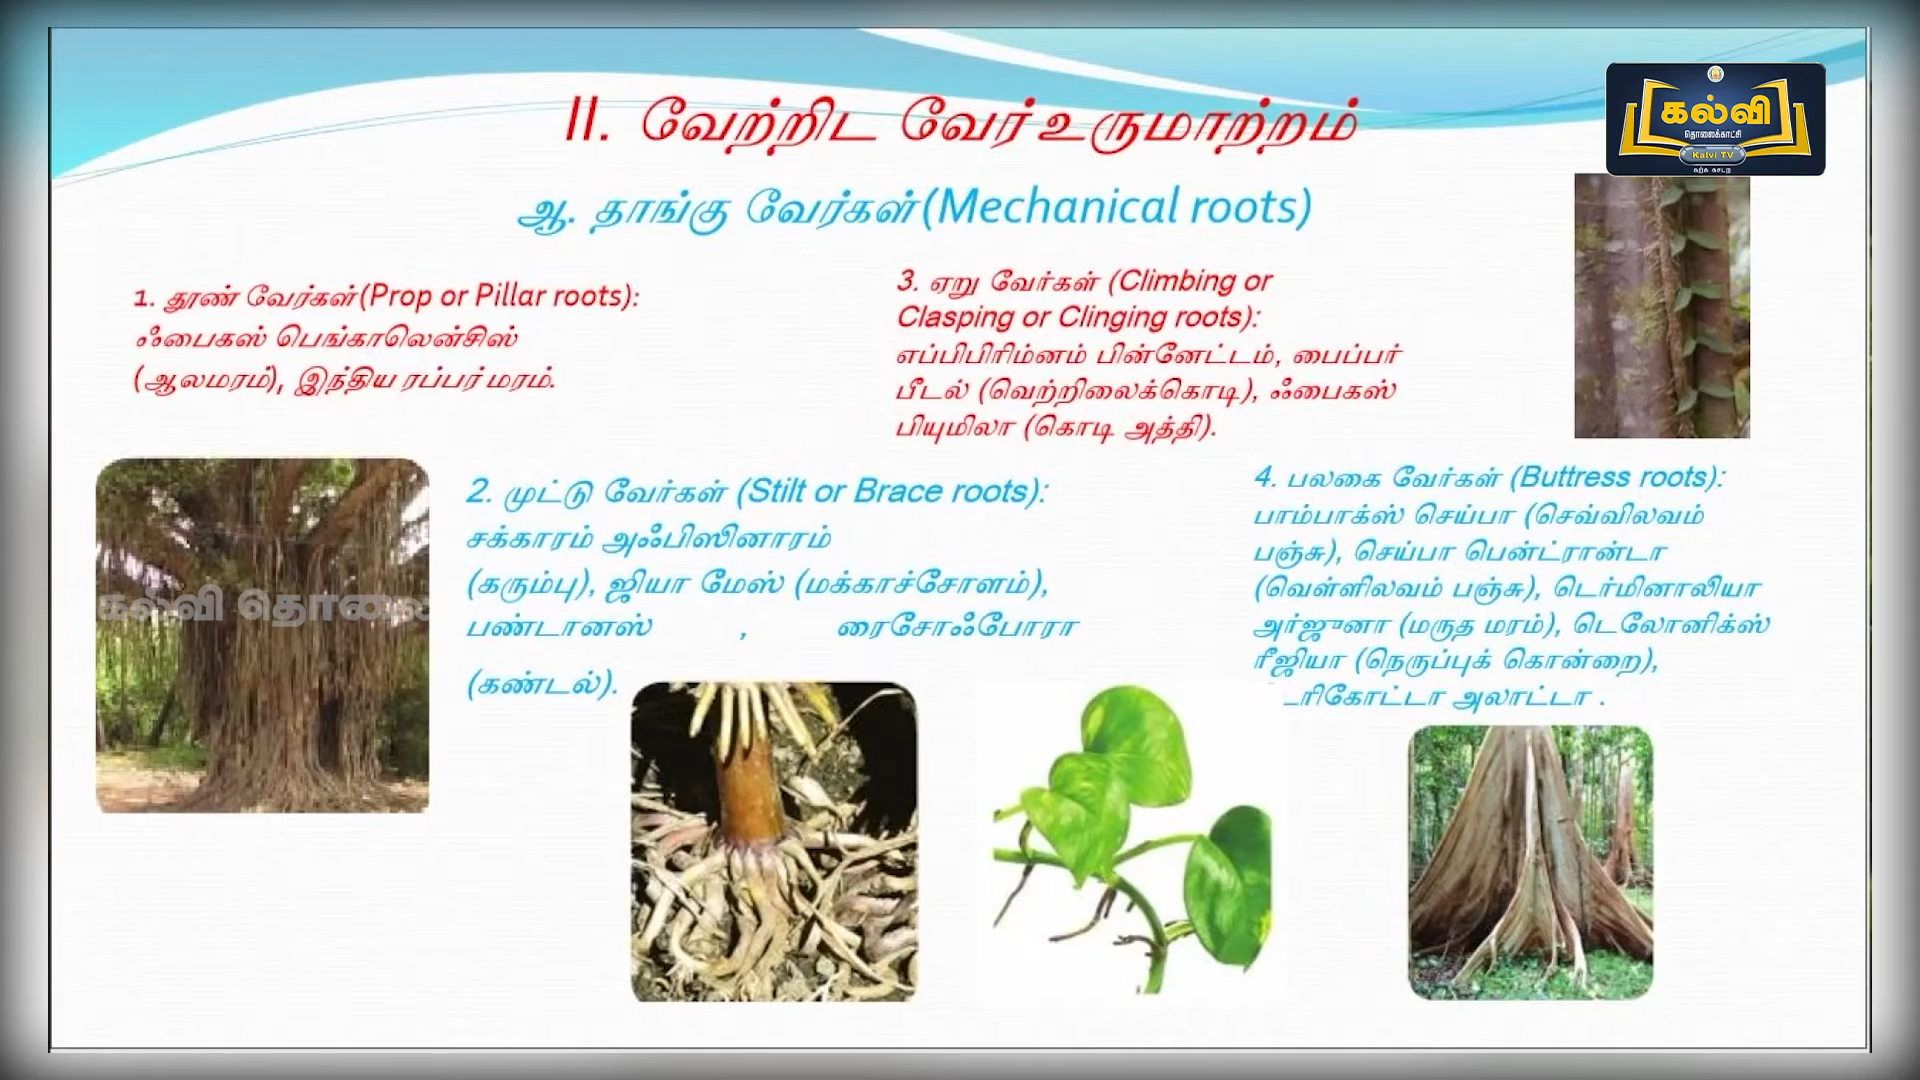 II. வேற்றிட வேர் உருமாற்றம்
கல்வி
தொலைக்காட்சி
Kalvi TV
கற்க கசடற
ஆ. தாங்கு வேர்கள்(Mechanical roots)
1. தூண் வேர்கள்(Prop or Pillar roots):
ஃபைகஸ் பெங்காலென்சிஸ்
(ஆலமரம்), இந்திய ரப்பர் மரம்.
3. ஏறு வேர்கள் (Climbing or
Clasping or Clinging roots):
எப்பிபிரிம்னம் பின்னேட்டம், பைப்பர்
பீடல் (வெற்றிலைக்கொடி), ஃபைகஸ்
பியுமிலா (கொடி அத்தி).
2. முட்டு வேர்கள் (Stilt or Brace roots):
சக்காரம் அஃபிஸினாரம்
(கரும்பு), ஜியா மேஸ் (மக்காச்சோளம்),
பண்டானஸ் , ரைசோஃபோரா
(கண்டல்).
4. பலகை வேர்கள் (Buttress roots):
பாம்பாக்ஸ் செய்பா (செவ்விலவம்
பஞ்சு), செய்பா பென்ட்ரான்டா
(வெள்ளிலவம் பஞ்சு), டெர்மினாலியா
அர்ஜுனா (மருத மரம்), டெலோனிக்ஸ்
ரீஜியா (நெருப்புக் கொன்றை),
அலாட்டா .
கல்வி தொலை